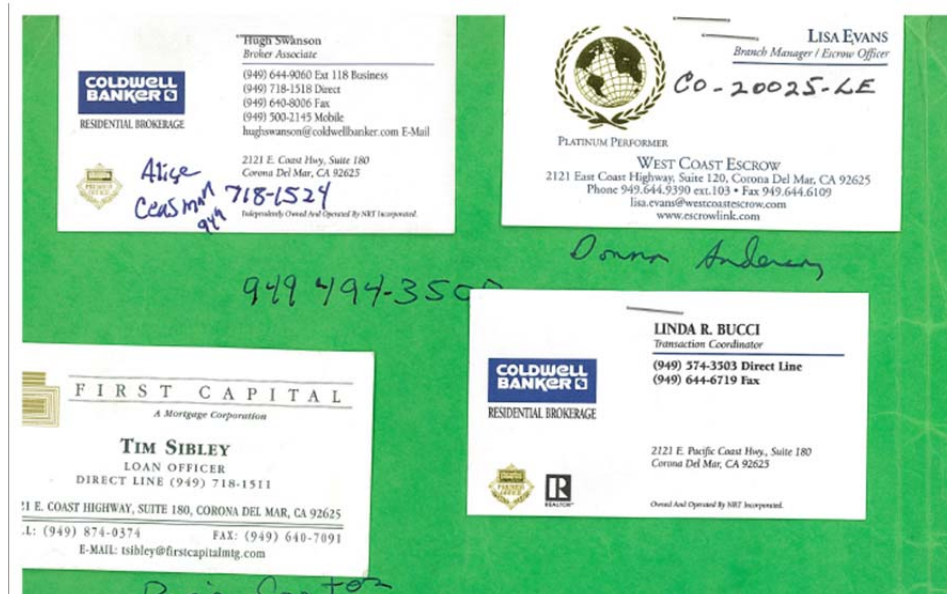 Hugh Swanson
Broker Associate
COLDWELL
BANKER
RESIDENTIAL BROKERAGE
(949) 644-9060 Ext 118 Business
(949) 718-1518 Direct
(949) 640-8006 Fax
(949) 500-2145 Mobile
hughswanson@coldwellbanker.com E-Mail
2121 E. Coast Hwy, Suite 180
Corona Del Mar, CA 92625
PREMIER
OFFICE
Alice
718-1524
949
Independently Owned And Operated By NRT Incorporated.
LISA EVANS
Branch Manager / Escrow Officer
CO-20025-LE
PLATINUM PERFORMER
WEST COAST ESCROW
2121 East Coast Highway, Suite 120, Corona Del Mar, CA 92625
Phone 949.644.9390 ext.103 • Fax 949.644.6109
lisa.evans@westcoastescrow.com
www.escrowlink.com
Donna
949 494-350
FIRST CAPITAL
A Mortgage Corporation
TIM SIBLEY
LOAN OFFICER
DIRECT LINE (949) 718-1511
21 E. COAST HIGHWAY, SUITE 180, CORONA DEL MAR, CA 92625
L: (949) 874-0374 FAX: (949) 640-7091
E-MAIL: tsibley@firstcapitalmtg.com
LINDA R. BUCCI
Transaction Coordinator
COLDWELL
BANKER
RESIDENTIAL BROKERAGE
(949) 574-3503 Direct Line
(949) 644-6719 Fax
2121 E. Pacific Coast Hwy., Suite 180
Corona Del Mar, CA 92625
PREMIER
OFFICE
R
REALTOR
Owned And Operated By NRT Incorporated.